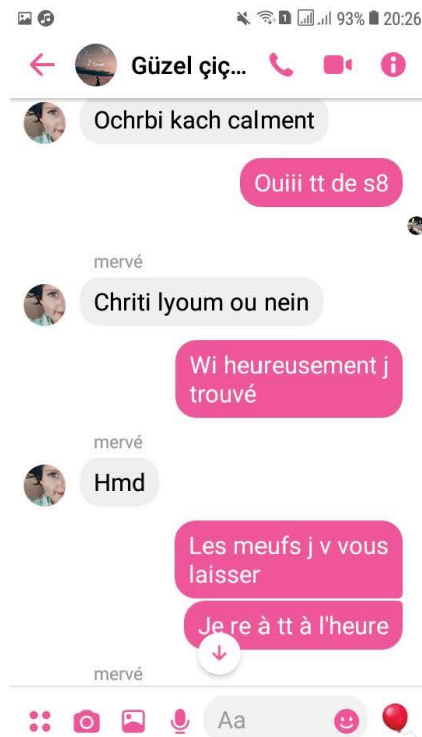 93% 20:26
Güzel çiç...
Ochrbi kach calment
Ouiii tt de s8
mervé
Chriti lyoum ou nein
Wi heureusement j
trouvé
mervé
Hmd
Les meufs j v vous
laisser
Je re à tt à l'heure
mervé
Aa